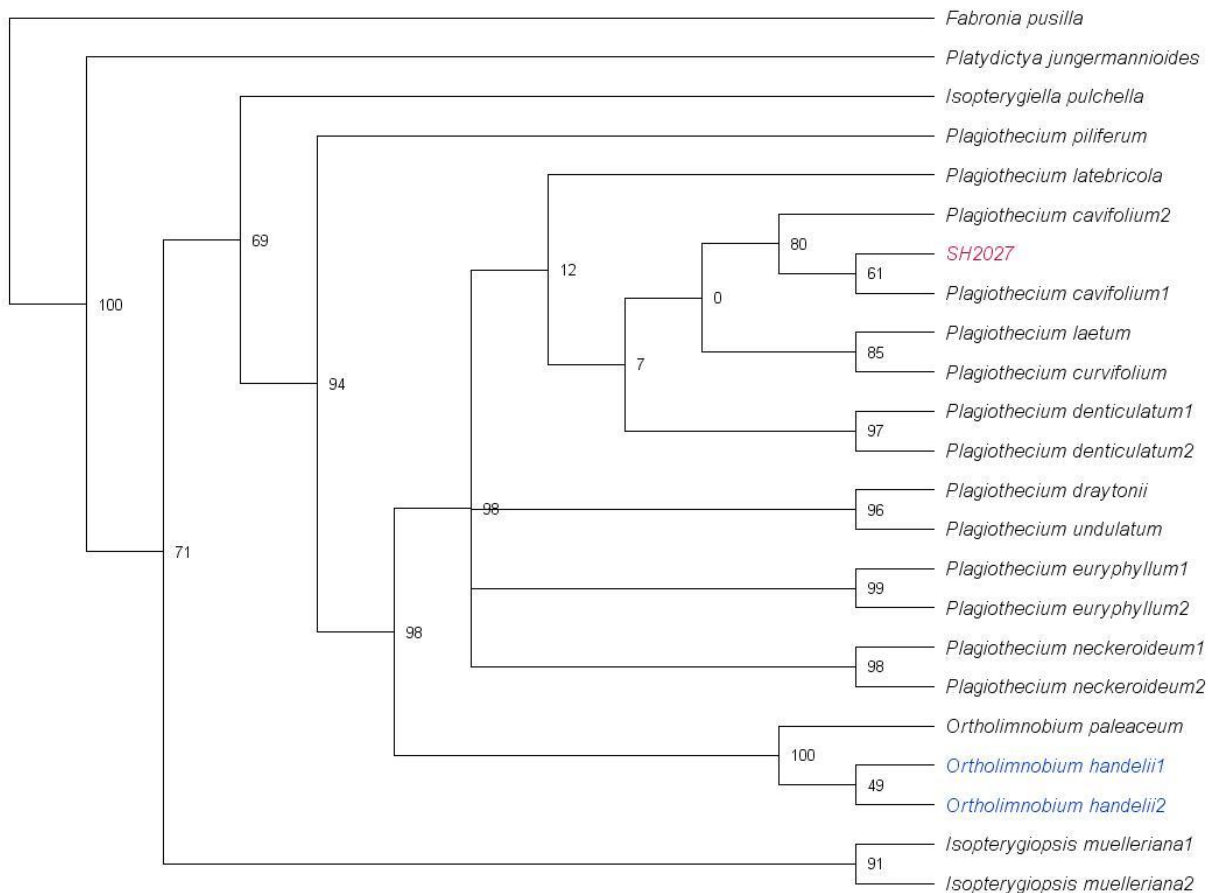 Fabronia pusilla
Platydictya jungermannioides
Isopterygiella pulchella
Plagiothecium piliferum
Plagiothecium latebricola
Plagiothecium cavifolium2
80
SH2027
69
12
61
0
Plagiothecium cavifolium1
100
Plagiothecium laetum
85
7
Plagiothecium curvifolium
94
Plagiothecium denticulatum1
97
Plagiothecium denticulatum2
Plagiothecium draytonii
98
96
Plagiothecium undulatum
71
Plagiothecium euryphyllum1
99
Plagiothecium euryphyllum2
98
Plagiothecium neckeroideum1
98
Plagiothecium neckeroideum2
Ortholimnobium paleaceum
100
Ortholimnobium handelii1
49
Ortholimnobium handelii2
Isopterygiopsis muelleriana1
91
Isopterygiopsis muelleriana2